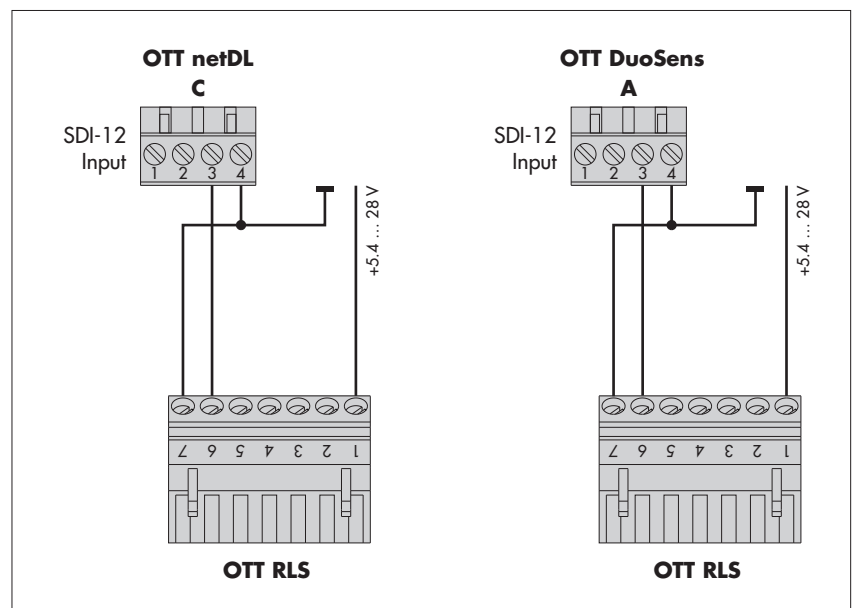 OTT netDL
C
SDI-12
Input
1 2 3 4
+5.4 ... 28 V
7 6 5 4 3 2 1
OTT RLS
OTT DuoSens
A
SDI-12
Input
1 2 3 4
+5.4 ... 28 V
7 6 5 4 3 2 1
OTT RLS